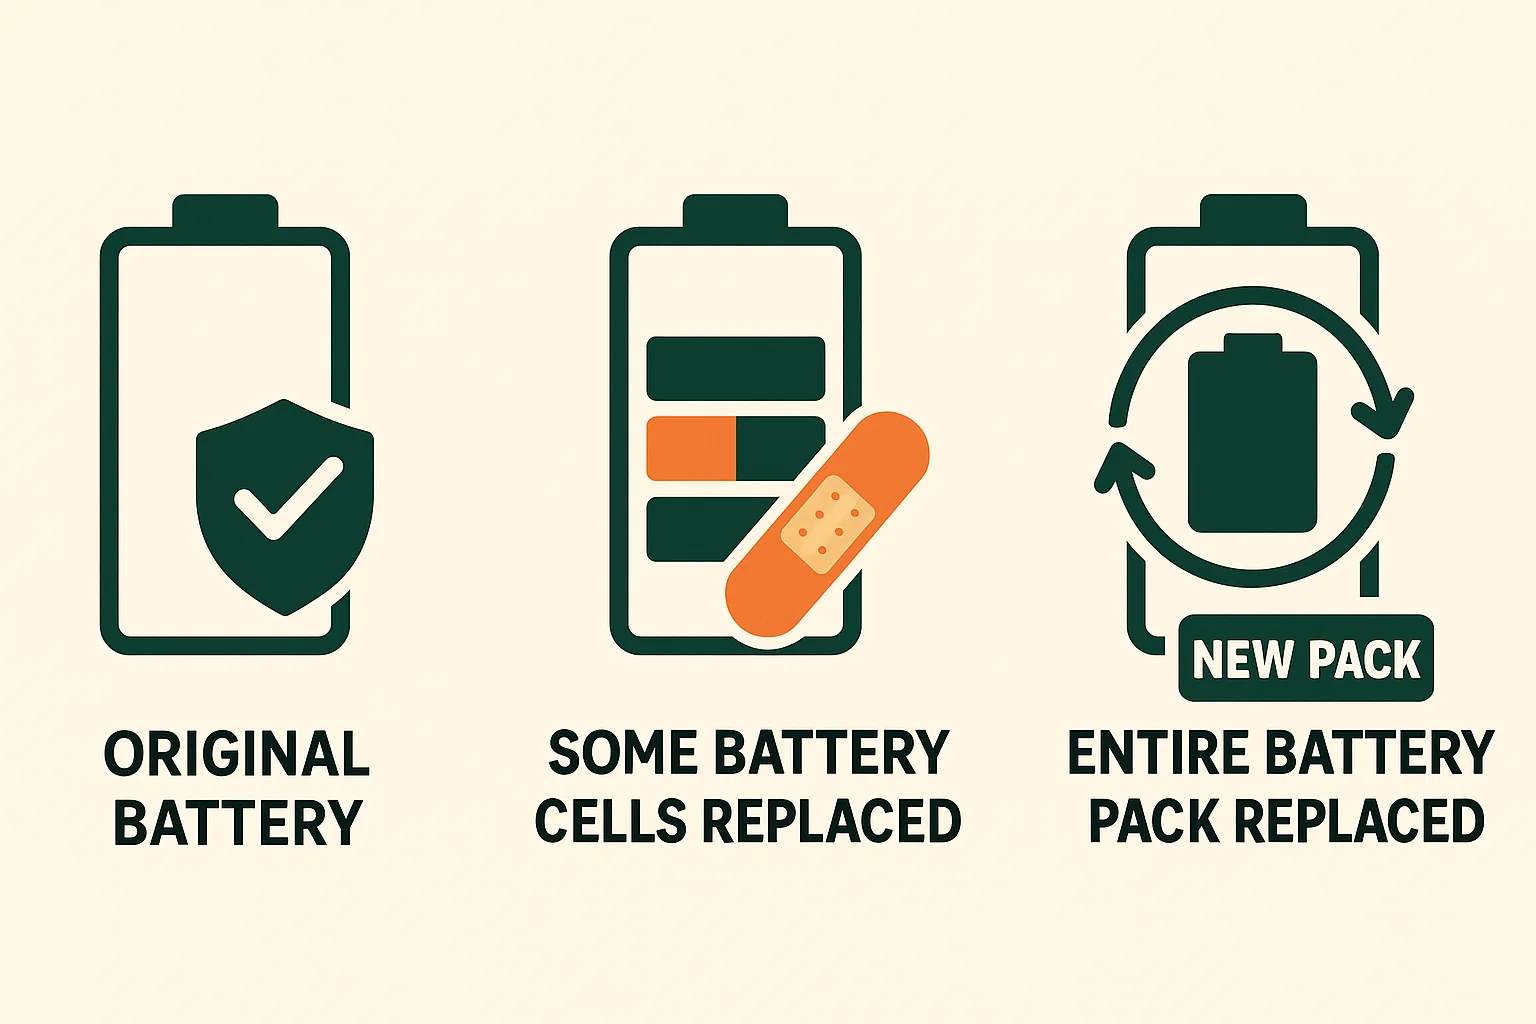 NEW PACK
ORIGINAL
BATTERY
SOME BATTERY
CELLS REPLACED
ENTIRE BATTERY
PACK REPLACED